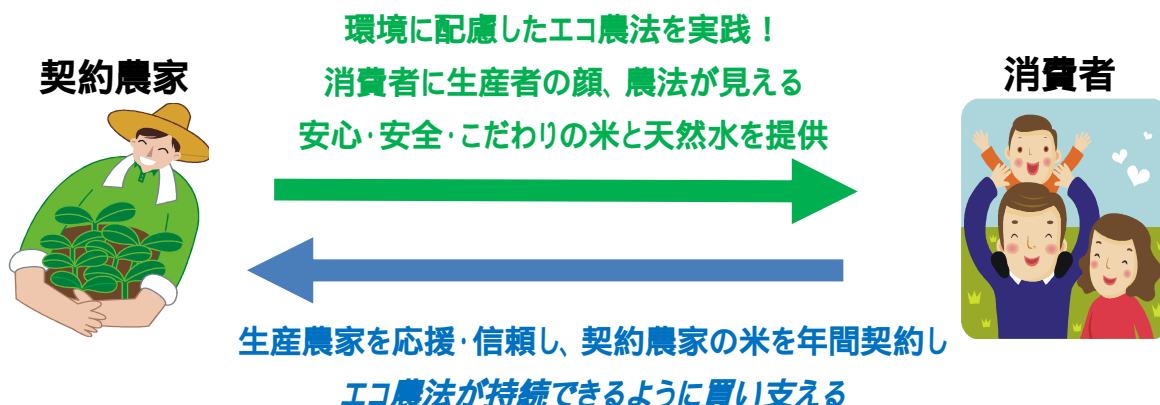 環境に配慮したエコ農法を実践！
契約農家
消費者に生産者の顔、農法が見える
消費者
安心・安全・こだわりの米と天然水を提供
生産農家を応援・信頼し、契約農家の米を年間契約し
エコ農法が持続できるように買い支える